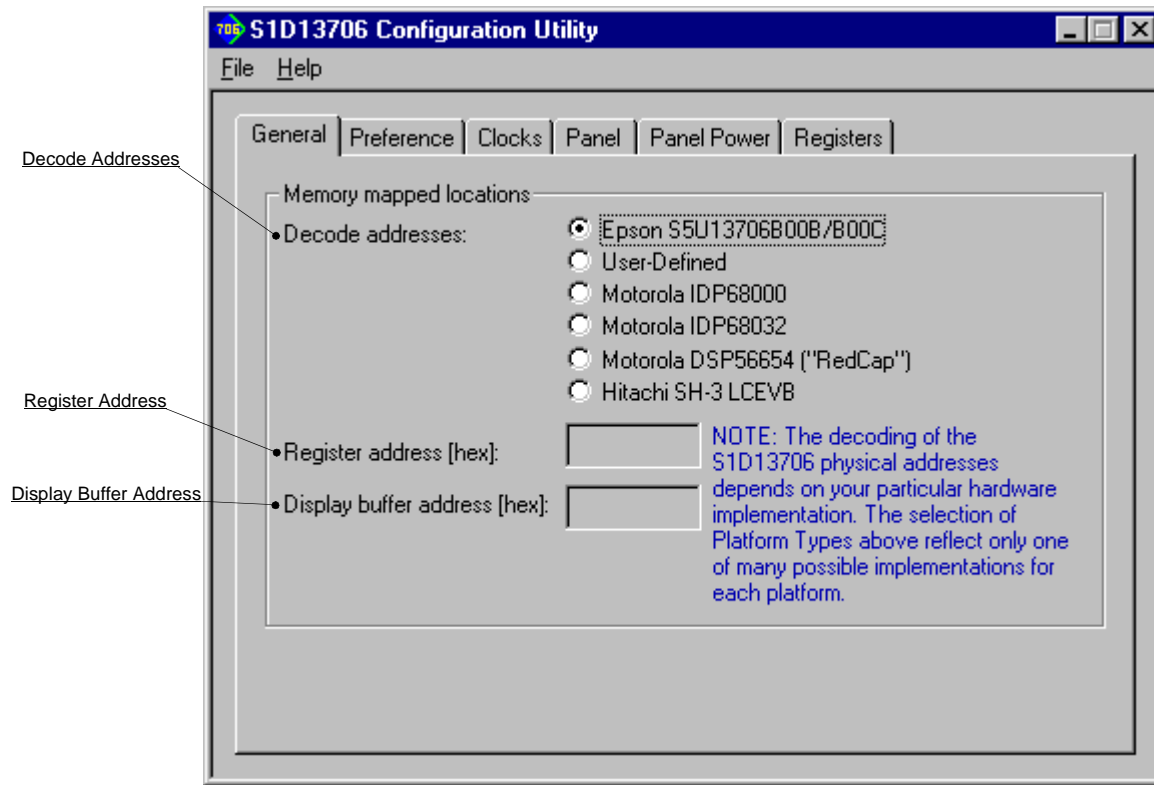 706 S1D13706 Configuration Utility
File Help
General Preference Clocks Panel Panel Power Registers
Decode Addresses
Memory mapped locations
Decode addresses:
Epson S5U13706B00B/B00C
User-Defined
Motorola IDP68000
Motorola IDP68032
Motorola DSP56654 ("RedCap")
Hitachi SH-3 LCEVB
Register Address
Register address [hex]:
Display Buffer Address
Display buffer address [hex]:
NOTE: The decoding of the
S1D13706 physical addresses
depends on your particular hardware
implementation. The selection of
Platform Types above reflect only one
of many possible implementations for
each platform.